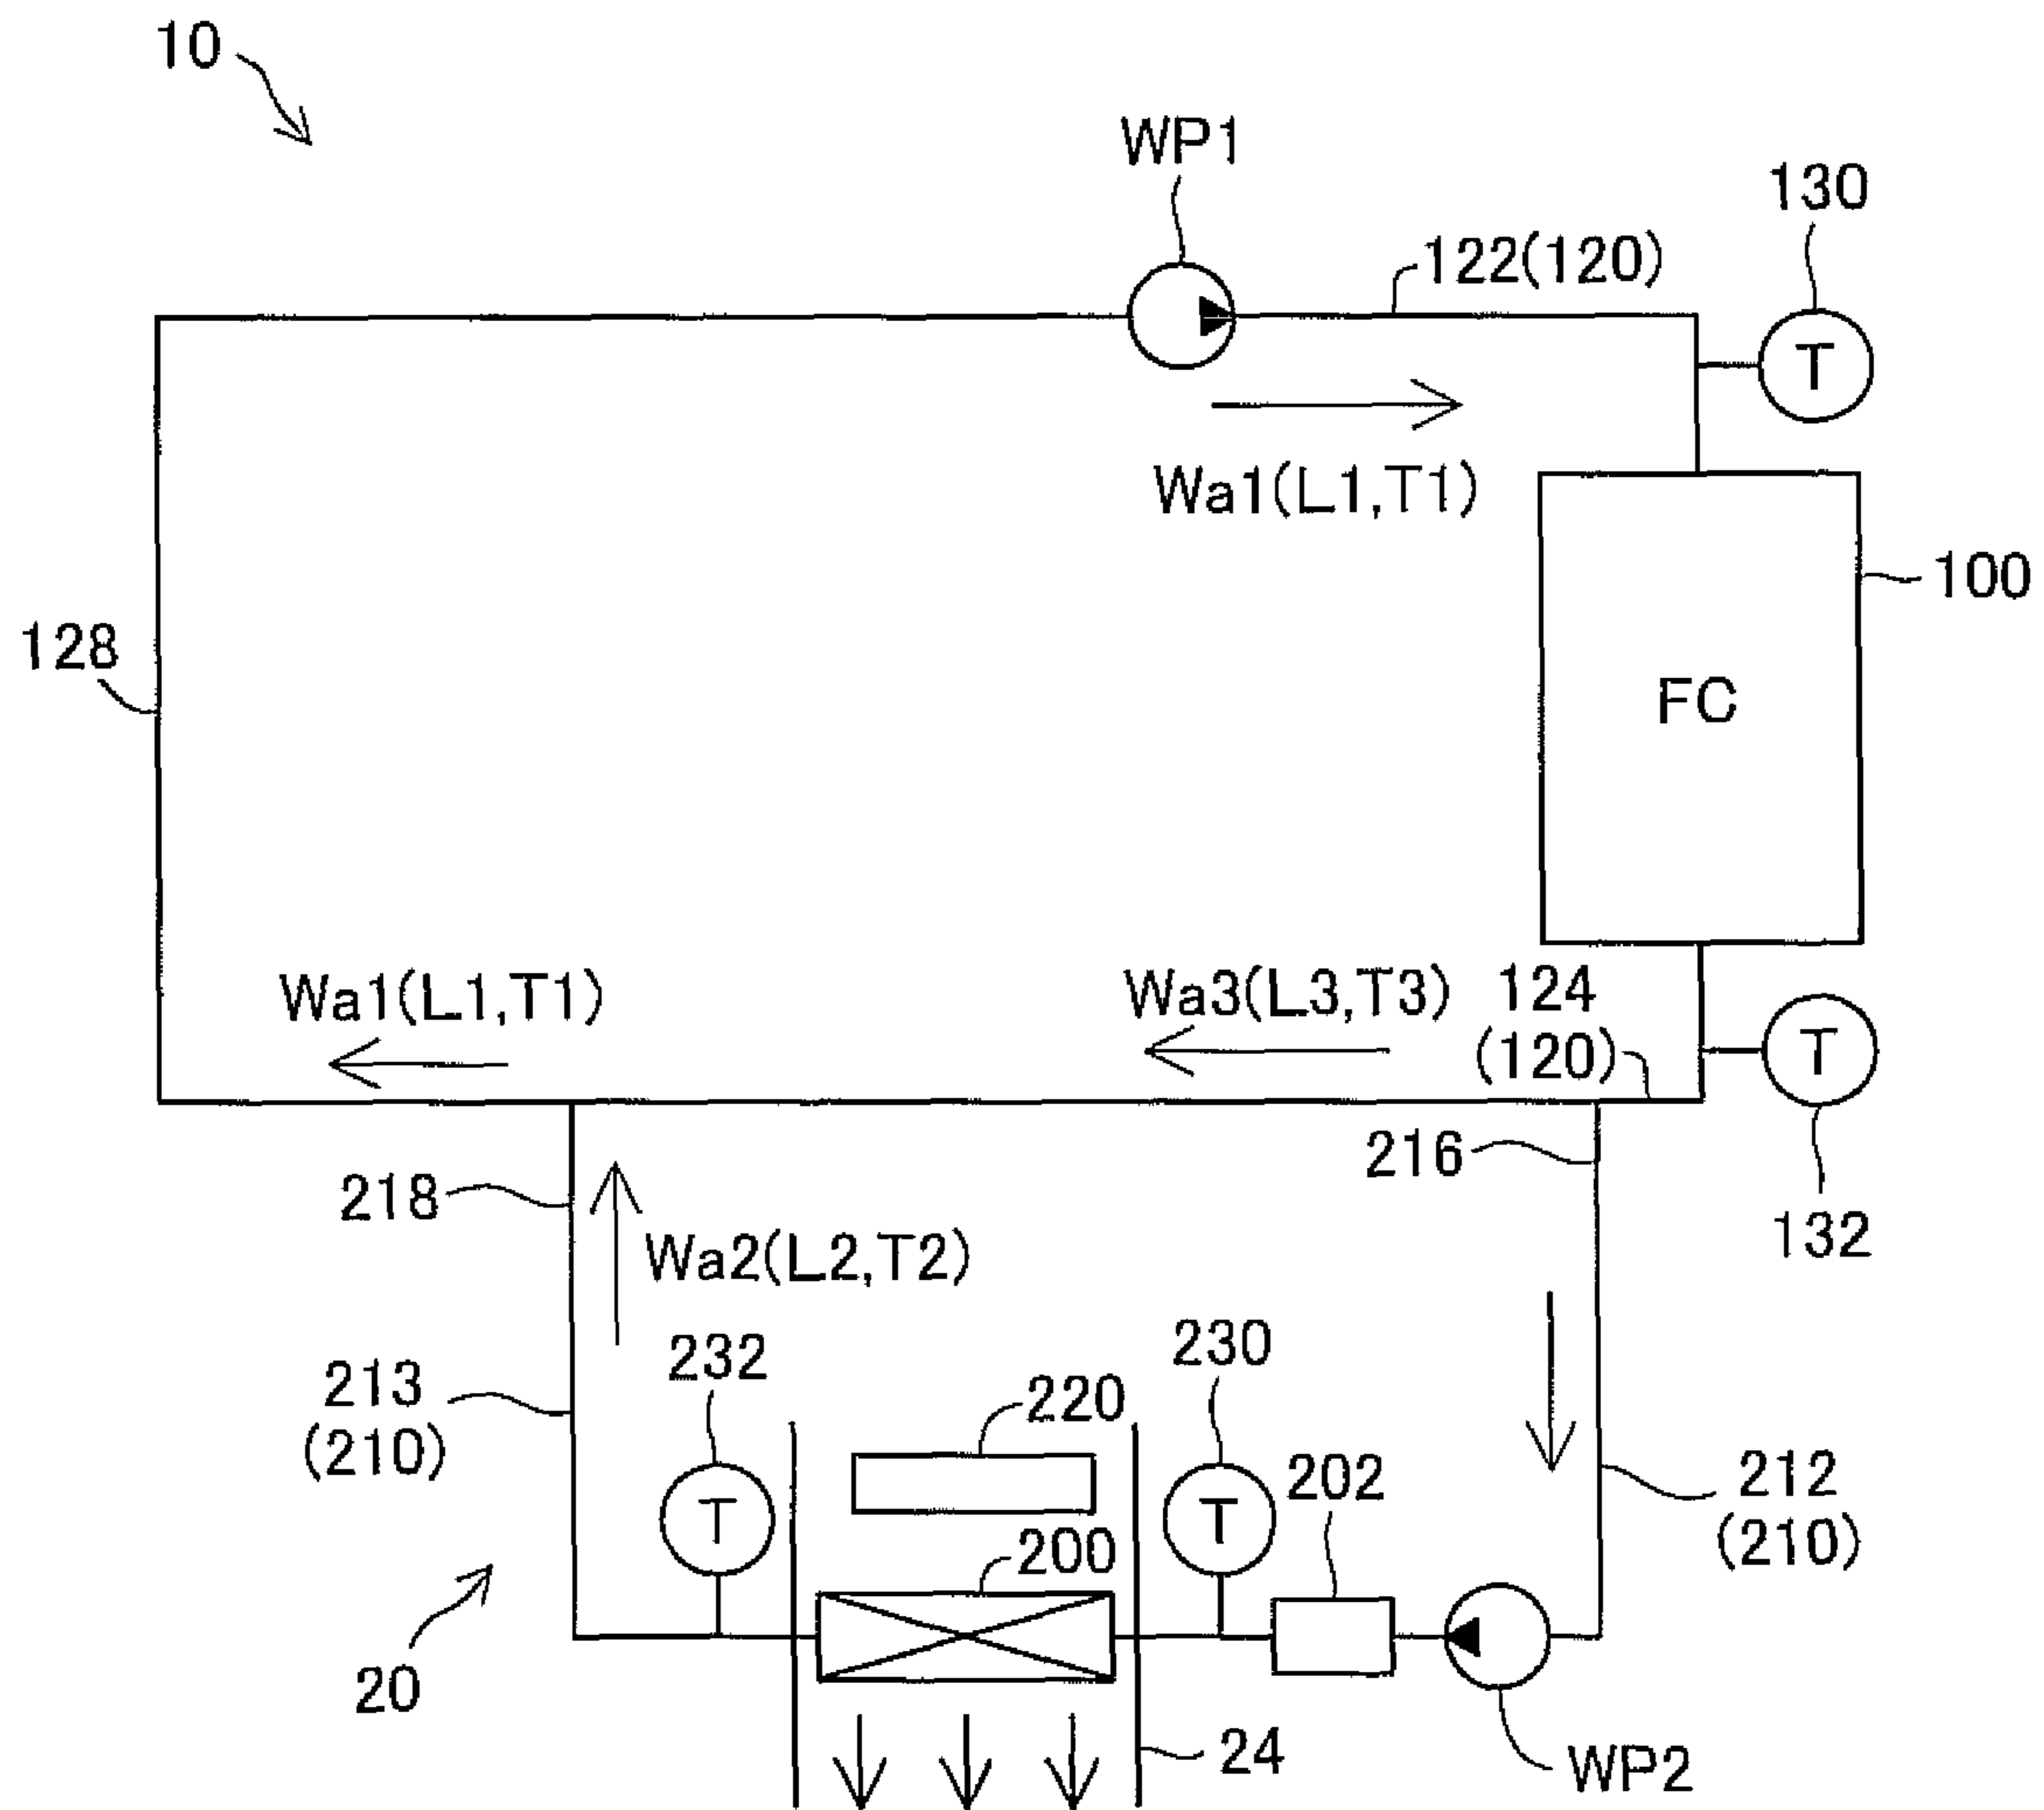 10
WP1
130
122(120)
T
Wa1(L1,T1)
100
128
FC
Wa1(L1,T1)
Wa3(L3,T3)
124
(120)
T
216
218
132
Wa2(L2,T2)
232
230
213
(210)
220
202
212
(210)
T
T
200
20
24
WP2